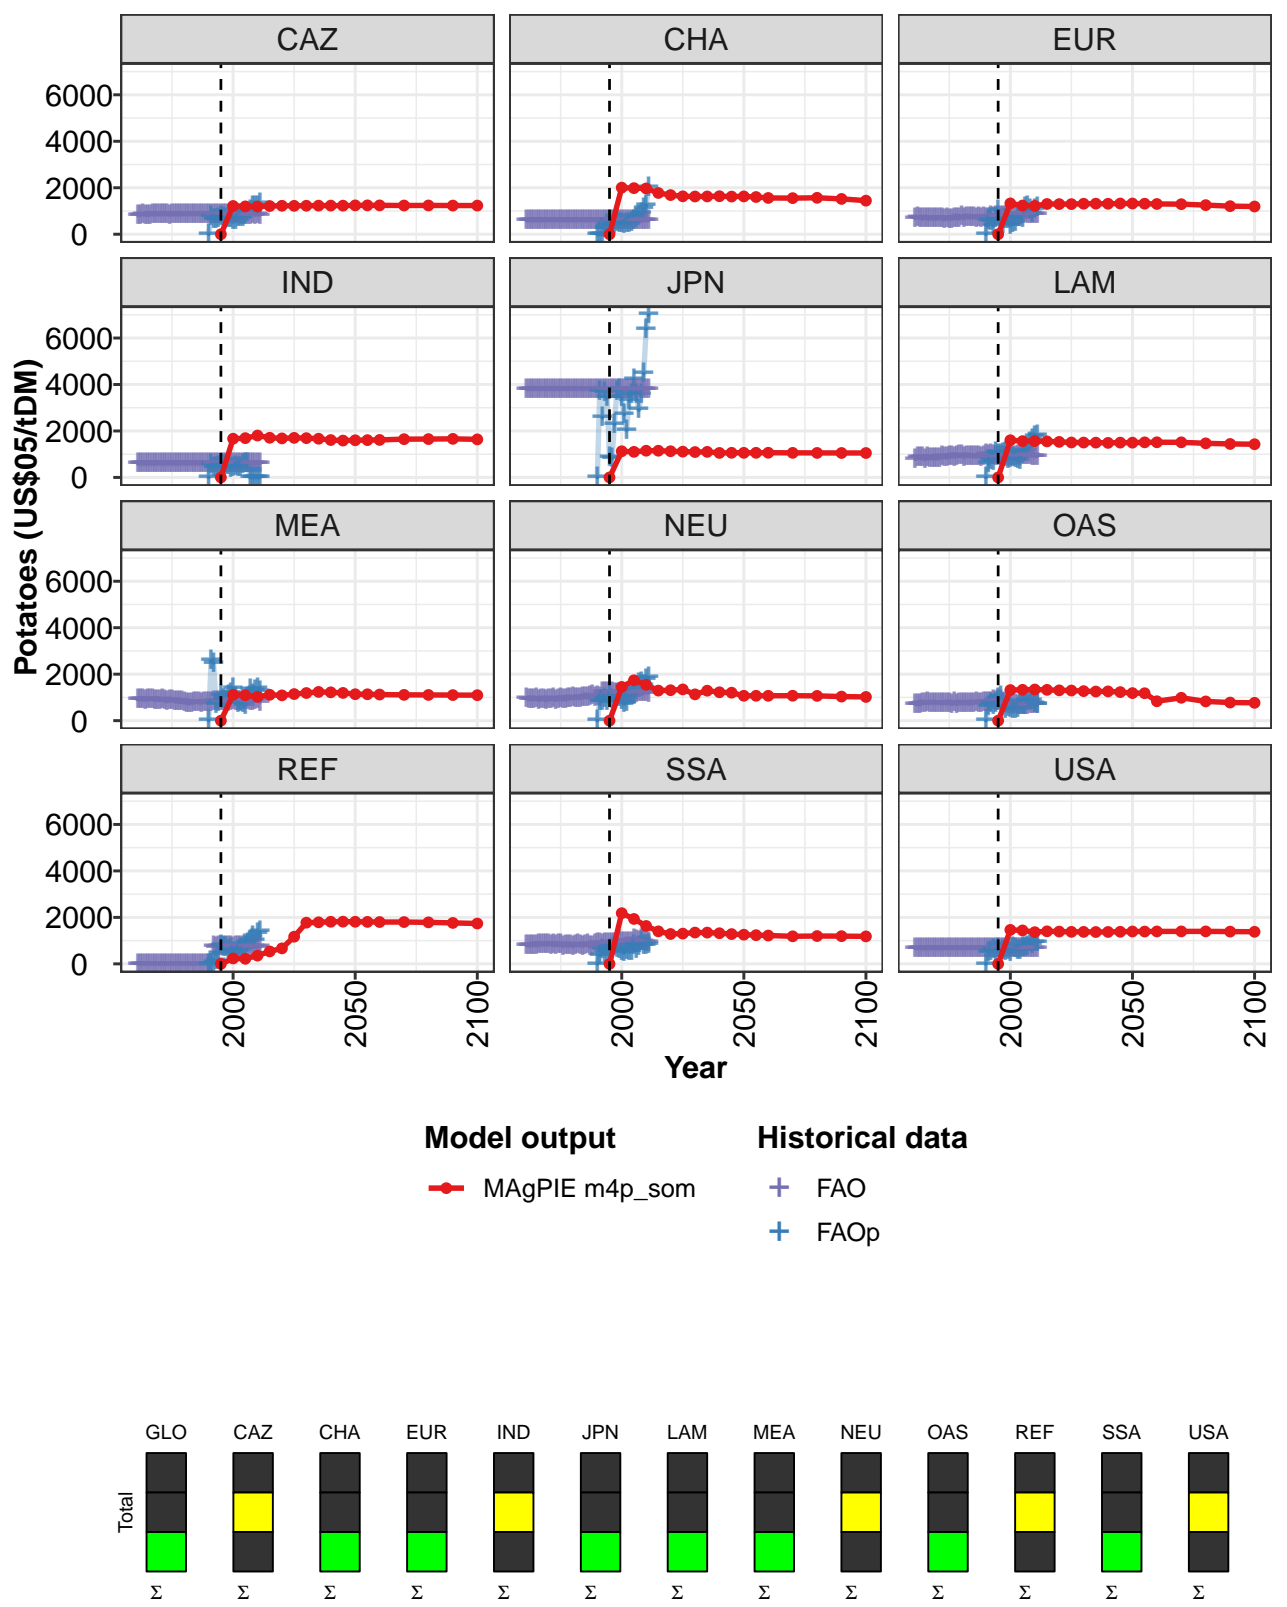 CAZ CHA EUR
6000
4000
2000
0
IND JPN LAM
6000
4000
2000
0
Potatoes (US$05/tDM)
MEA NEU OAS
6000
4000
2000
0
REF SSA USA
6000
4000
2000
0
2000 2050 2100 2000 2050 2100 2000 2050 2100
Year
Model output Historical data
MAgPIE m4p_som FAO
FAOp
GLO CAZ CHA EUR IND JPN LAM MEA NEU OAS REF SSA USA
Total
Σ Σ Σ Σ Σ Σ Σ Σ Σ Σ Σ Σ Σ